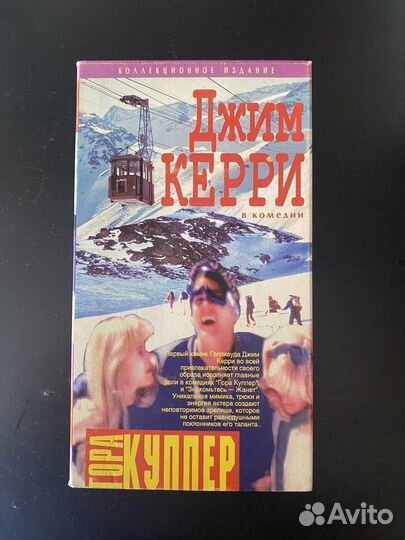 КОЛЛЕКЦИОННОЕ ИЗДАНИЕ
ДЖИМ
КЕРРИ
В КОМЕДИИ
Первый комик Голливуда Джим
Керри во всей
привлекательности своего
образа исполняет главные
роли в комедиях "Гора Куппер"
и "Знакомьтесь — Жанет".
Уникальная мимика, трюки и
энергия актера создают
неповторимое зрелище, которое
не оставит равнодушными
поклонников его таланта.
ГОРА
КУППЕР
Avito